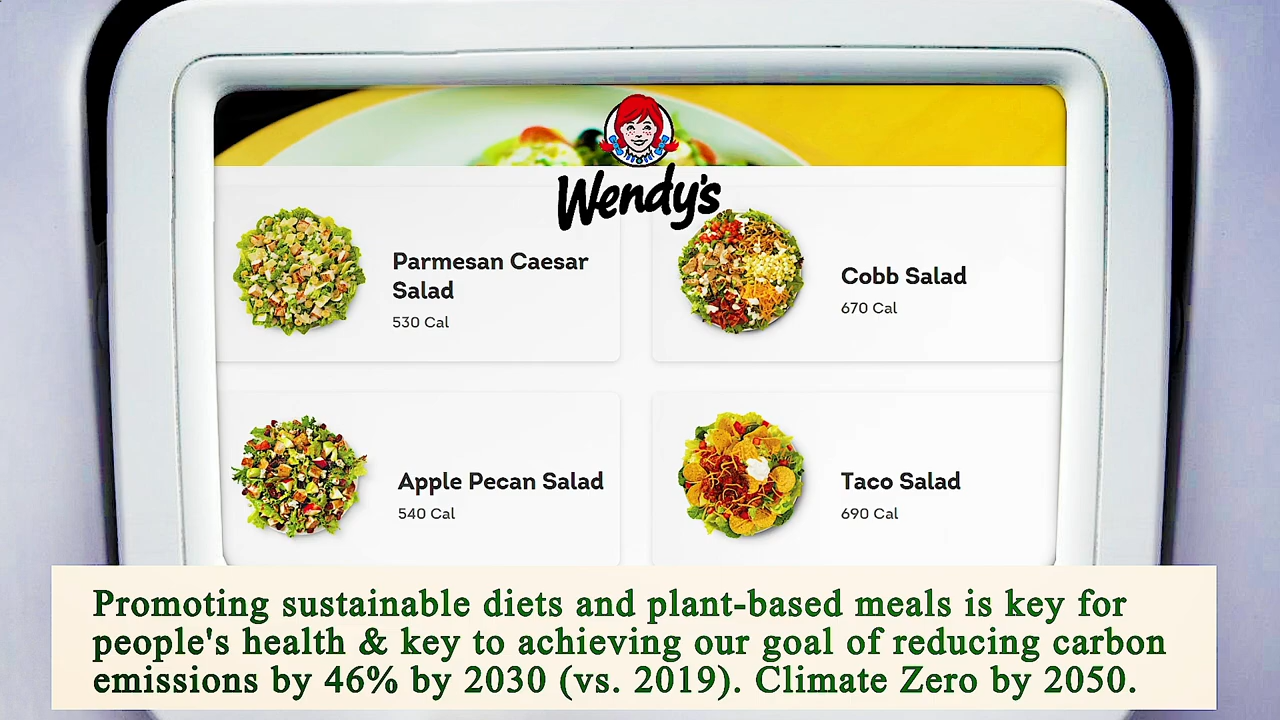 Wendy's
Parmesan Caesar
Salad
530 Cal
Cobb Salad
670 Cal
Apple Pecan Salad
540 Cal
Taco Salad
690 Cal
Promoting sustainable diets and plant-based meals is key for
people's health & key to achieving our goal of reducing carbon
emissions by 46% by 2030 (vs. 2019). Climate Zero by 2050.